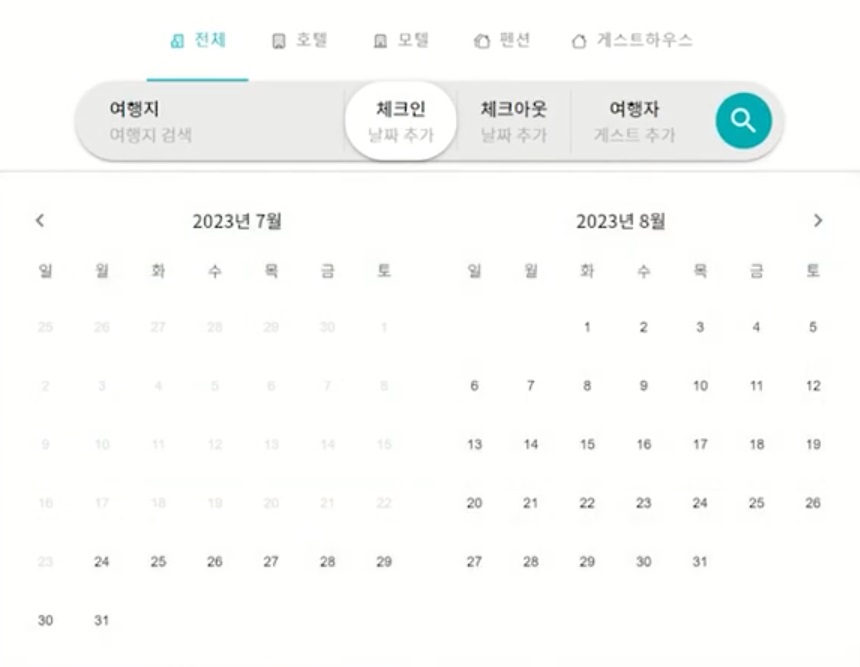 전체 호텔 모텔 펜션 게스트하우스
여행지 체크인 체크아웃 여행자
여행지 검색 날짜 추가 날짜 추가 게스트 추가
2023년 7월
일 월 화 수 목 금 토
25 26 27 28 29 30 1
2 3 4 5 6 7 8
9 10 11 12 13 14 15
16 17 18 19 20 21 22
23 24 25 26 27 28 29
30 31
2023년 8월
일 월 화 수 목 금 토
1 2 3 4 5
6 7 8 9 10 11 12
13 14 15 16 17 18 19
20 21 22 23 24 25 26
27 28 29 30 31